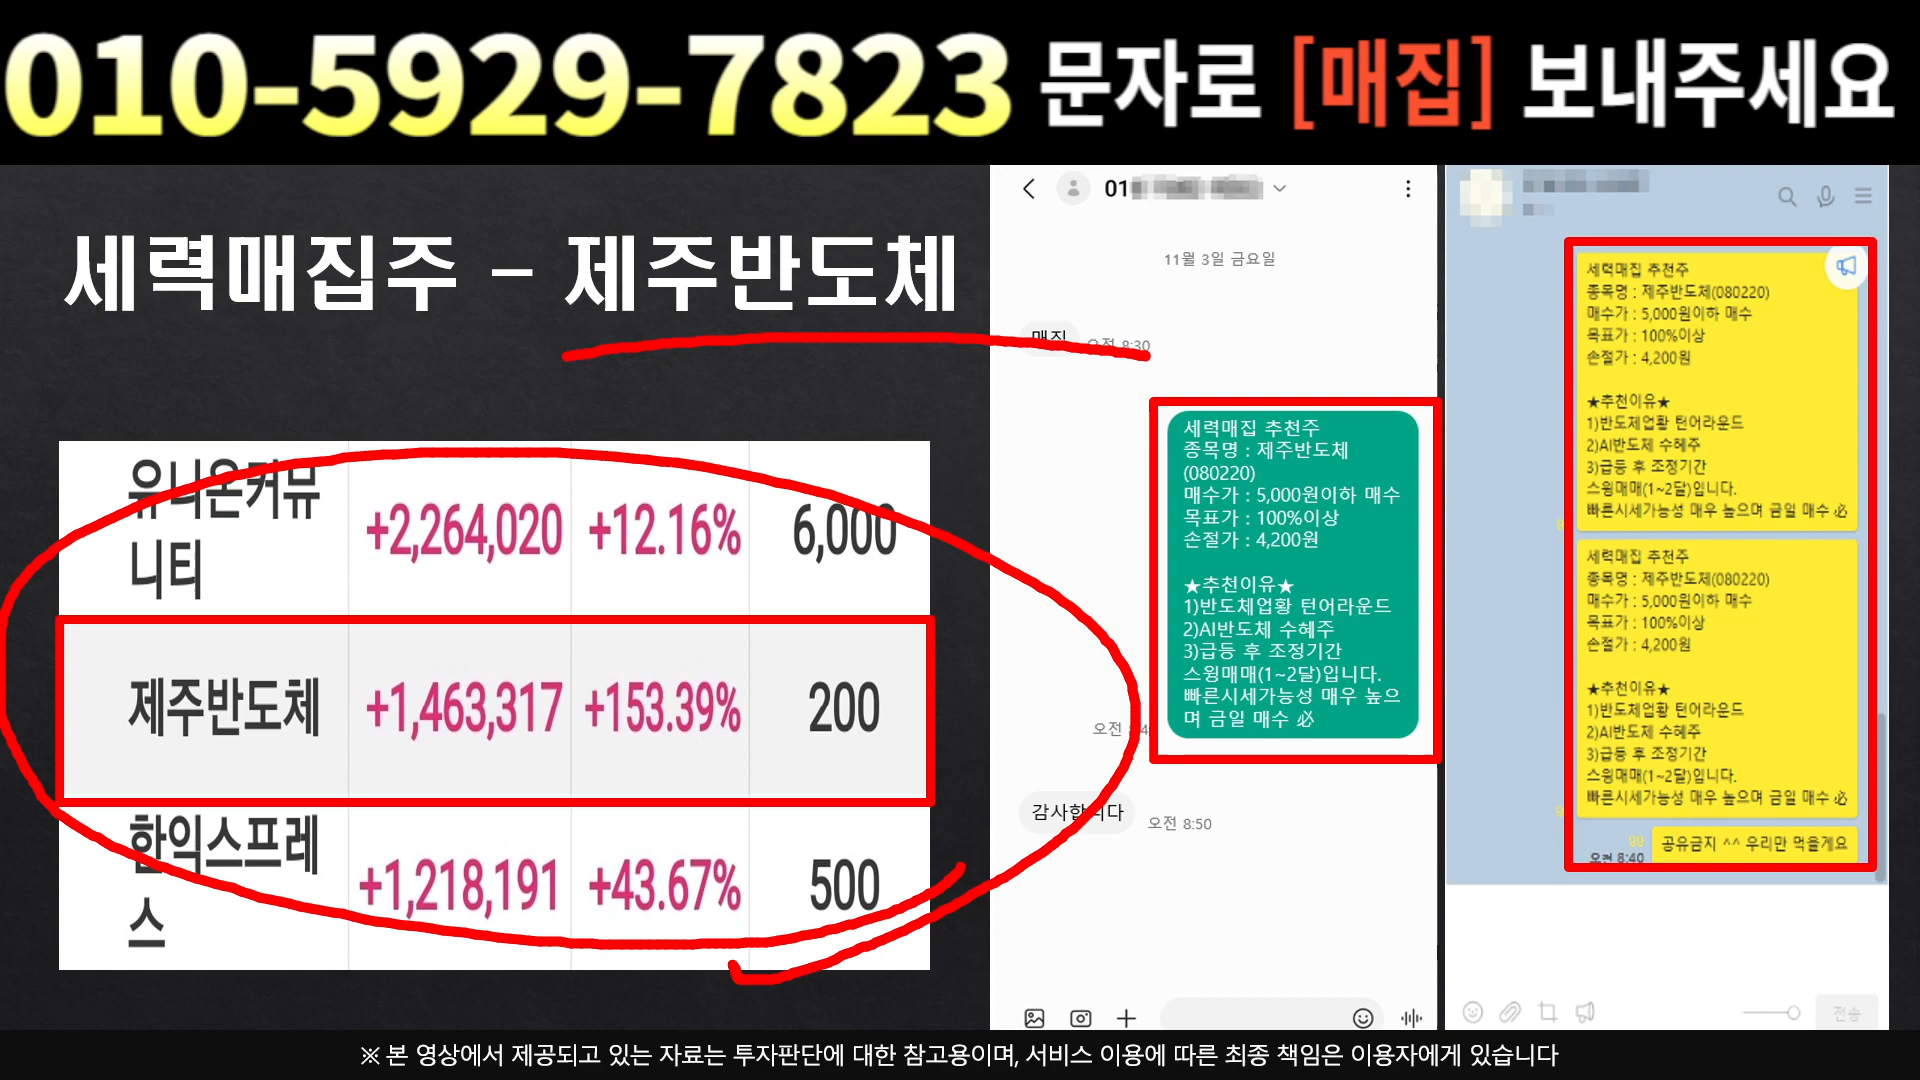 010-5929-7823 문자로 [매집] 보내주세요
세력매집주 - 제주반도체
유니온커뮤
니티
+2,264,020 +12.16% 6,000
제주반도체 +1,463,317 +153.39% 200
한익스프레
스
+1,218,191 +43.67% 500
01
11월 3일 금요일
매집
오전 8:30
세력매집 추천주
종목명 : 제주반도체
(080220)
매수가 : 5,000원이하 매수
목표가 : 100%이상
손절가 : 4,200원
★추천이유★
1)반도체업황 턴어라운드
2)AI반도체 수혜주
3)급등 후 조정기간
스윙매매(1~2달)입니다.
빠른시세가능성 매우 높으
며 금일 매수 必
오전
감사합니다
오전 8:50
세력매집 추천주
종목명 : 제주반도체(080220)
매수가 : 5,000원이하 매수
목표가 : 100%이상
손절가 : 4,200원
★추천이유★
1)반도체업황 턴어라운드
2)AI반도체 수혜주
3)급등 후 조정기간
스윙매매(1~2달)입니다.
빠른시세가능성 매우 높으며 금일 매수 必
세력매집 추천주
종목명 : 제주반도체(080220)
매수가 : 5,000원이하 매수
목표가 : 100%이상
손절가 : 4,200원
★추천이유★
1)반도체업황 턴어라운드
2)AI반도체 수혜주
3)급등 후 조정기간
스윙매매(1~2달)입니다.
빠른시세가능성 매우 높으며 금일 매수 必
공유금지 ^^ 우리만 먹을게요
오전 8:40
전송
※ 본 영상에서 제공되고 있는 자료는 투자판단에 대한 참고용이며, 서비스 이용에 따른 최종 책임은 이용자에게 있습니다